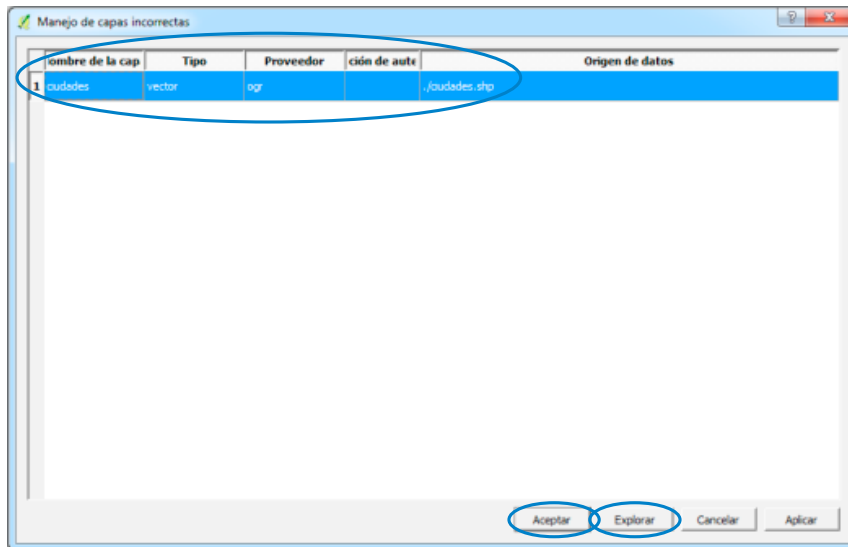 Manejo de capas incorrectas
ombre de la cap Tipo Proveedor ción de aute Origen de datos
1 ciudades vector ogr ./ciudades.shp
Aceptar Explorar Cancelar Aplicar